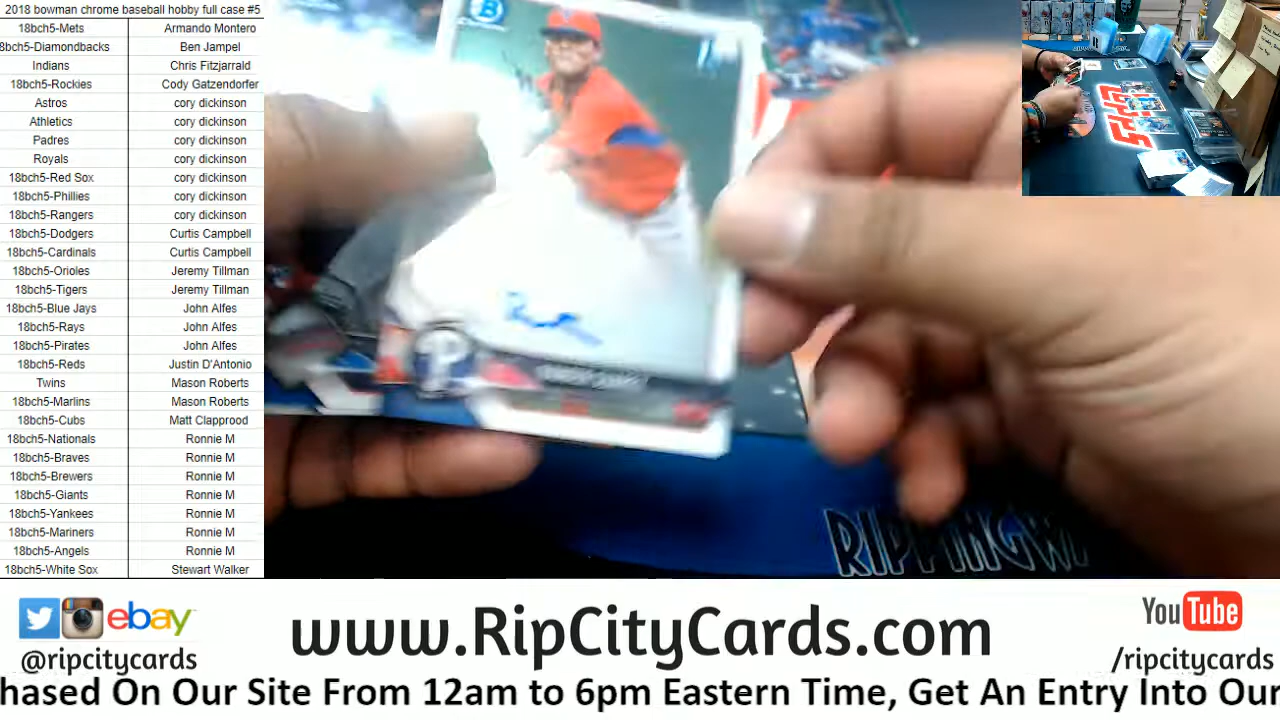 2018 bowman chrome baseball hobby full case #5
18bch5-Mets Armando Montero
8bch5-Diamondbacks Ben Jampel
Indians Chris Fitzjarrald
18bch5-Rockies Cody Gatzendorfer
Astros cory dickinson
Athletics cory dickinson
Padres cory dickinson
Royals cory dickinson
18bch5-Red Sox cory dickinson
18bch5-Phillies cory dickinson
18bch5-Rangers cory dickinson
18bch5-Dodgers Curtis Campbell
18bch5-Cardinals Curtis Campbell
18bch5-Orioles Jeremy Tillman
18bch5-Tigers Jeremy Tillman
18bch5-Blue Jays John Alfes
18bch5-Rays John Alfes
18bch5-Pirates John Alfes
18bch5-Reds Justin D'Antonio
Twins Mason Roberts
18bch5-Marlins Mason Roberts
18bch5-Cubs Matt Clapprood
18bch5-Nationals Ronnie M
18bch5-Braves Ronnie M
18bch5-Brewers Ronnie M
18bch5-Giants Ronnie M
18bch5-Yankees Ronnie M
18bch5-Mariners Ronnie M
18bch5-Angels Ronnie M
18bch5-White Sox Stewart Walker
P
RIPPINGW
ebay
@ripcitycards
www.RipCityCards.com
YouTube
/ripcitycards
hased On Our Site From 12am to 6pm Eastern Time, Get An Entry Into Our